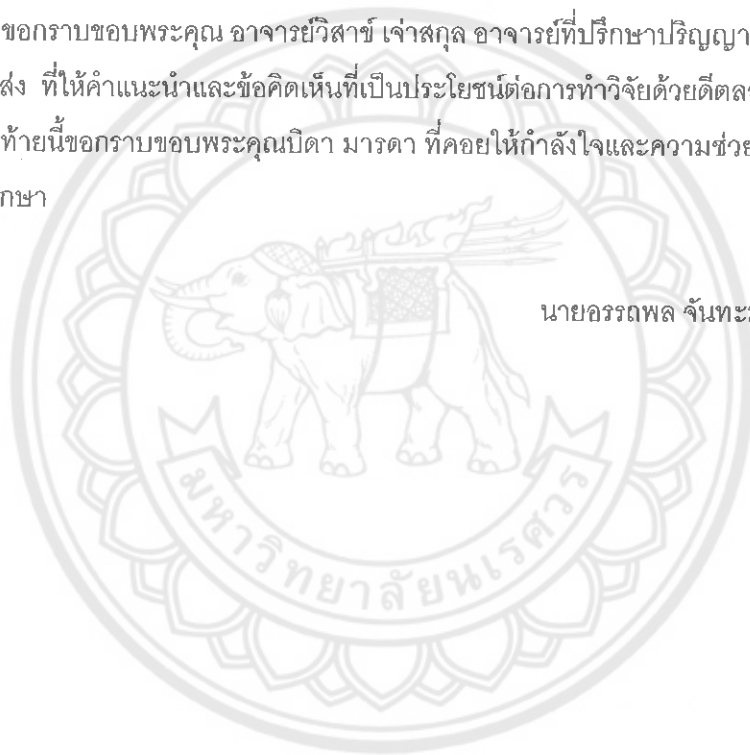 ขอกราบขอบพระคุณ อาจารย์วิสาข์ เจ่าสกุล อาจารย์ที่ปรึกษาปริญญา
ส่ง ที่ให้คำแนะนำและข้อคิดเห็นที่เป็นประโยชน์ต่อการทำวิจัยด้วยดีตล
ท้ายนี้ขอกราบขอบพระคุณบิดา มารดา ที่คอยให้กำลังใจและความช่วย
กษา
นายอรรถพล จันทะ
มหาวิทยาลัยนเรศวร